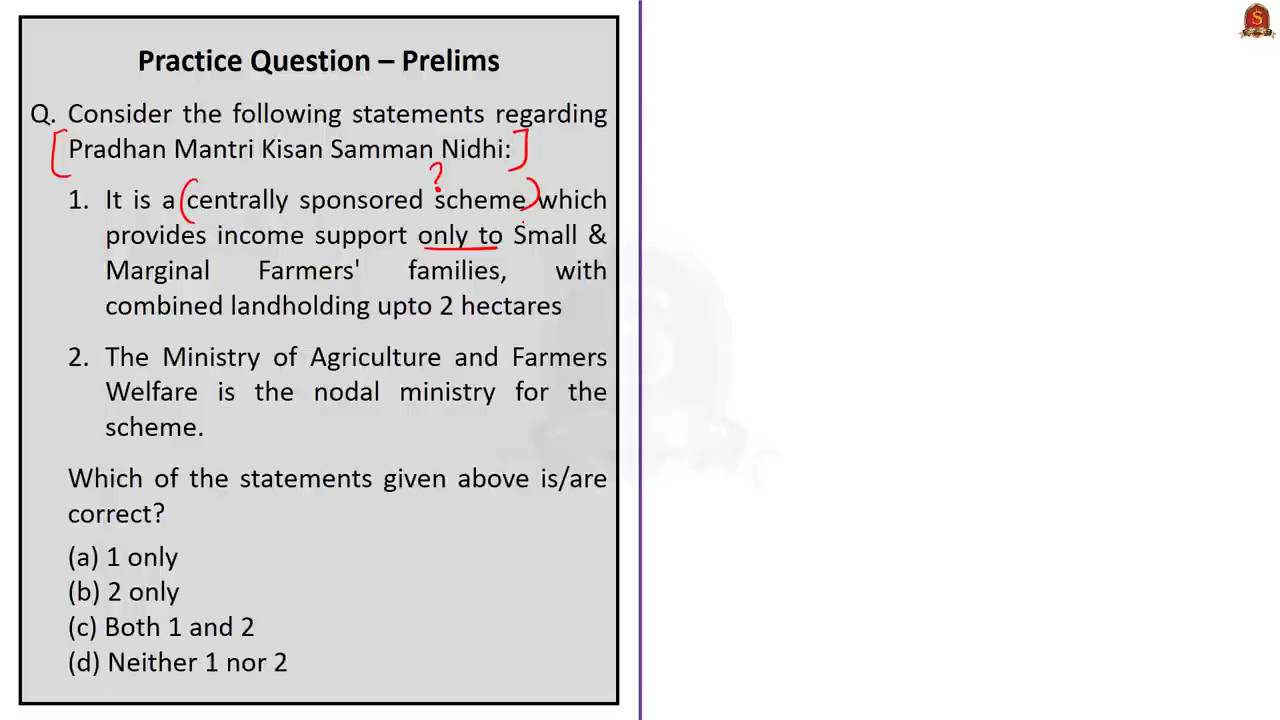 Practice Question – Prelims
Q. Consider the following statements regarding
Pradhan Mantri Kisan Samman Nidhi:
?
1. It is a centrally sponsored scheme which
provides income support only to Small &
Marginal Farmers' families, with
combined landholding upto 2 hectares
2. The Ministry of Agriculture and Farmers
Welfare is the nodal ministry for the
scheme.
Which of the statements given above is/are
correct?
(a) 1 only
(b) 2 only
(c) Both 1 and 2
(d) Neither 1 nor 2
S